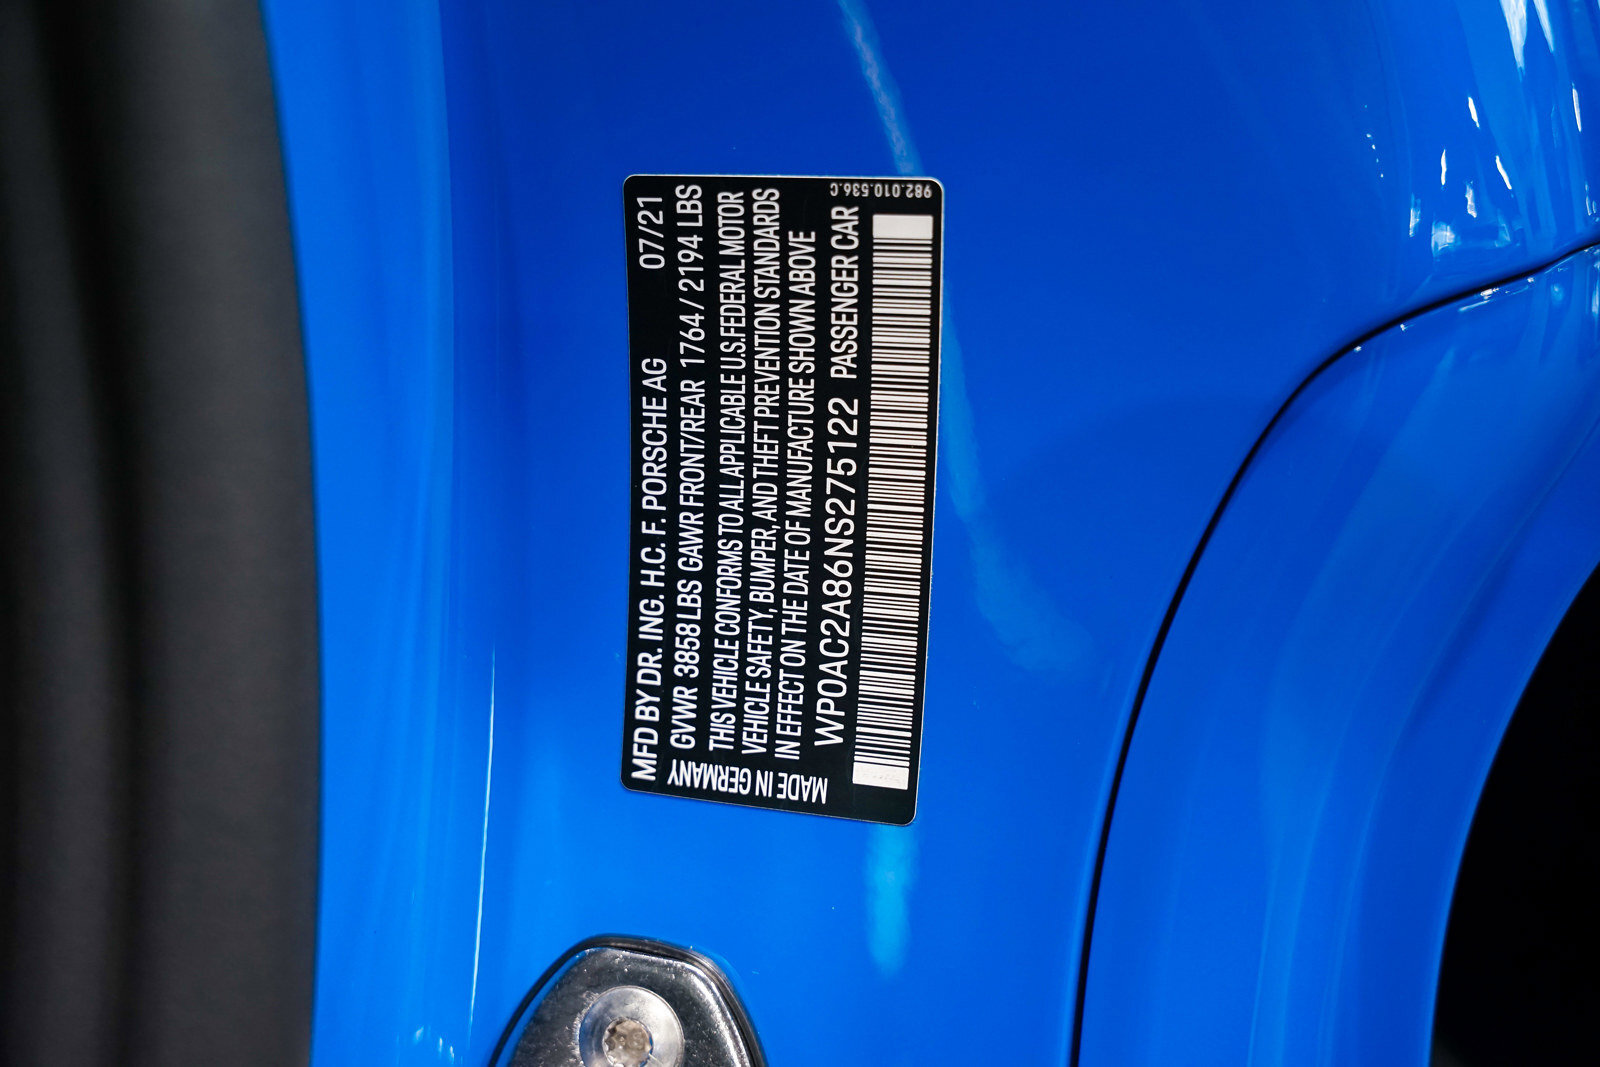 MFD BY DR. ING. H.C. F. PORSCHE AG 07/21
GVWR 3858 LBS GAWR FRONT/REAR 1764 / 2194 LBS
THIS VEHICLE CONFORMS TO ALL APPLICABLE U.S. FEDERAL MOTOR
VEHICLE SAFETY, BUMPER, AND THEFT PREVENTION STANDARDS
IN EFFECT ON THE DATE OF MANUFACTURE SHOWN ABOVE
WP0AC2A86NS275122 PASSENGER CAR
MADE IN GERMANY
982.010.536.C